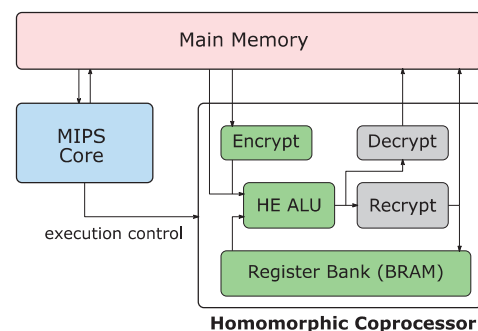 Main Memory
MIPS
Core
Encrypt
Decrypt
HE ALU
Recrypt
execution control
Register Bank (BRAM)
Homomorphic Coprocessor